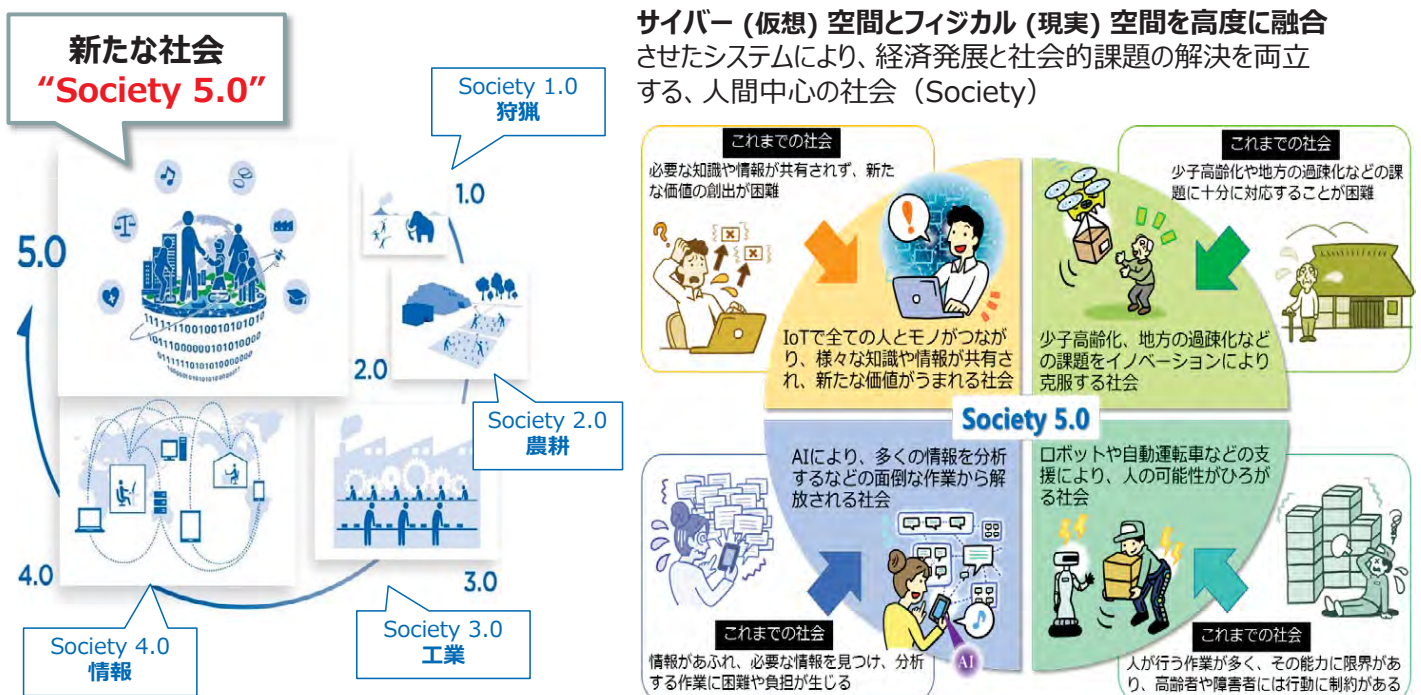 新たな社会
“Society 5.0”
Society 1.0
狩猟
1.0
5.0
2.0
Society 2.0
農耕
4.0
3.0
Society 4.0
情報
Society 3.0
工業
サイバー (仮想) 空間とフィジカル (現実) 空間を高度に融合
させたシステムにより、経済発展と社会的課題の解決を両立
する、人間中心の社会（Society）
これまでの社会
必要な知識や情報が共有されず、新た
な価値の創出が困難
IoTで全ての人とモノがつなが
り、様々な知識や情報が共有さ
れ、新たな価値がうまれる社会
これまでの社会
少子高齢化や地方の過疎化などの課
題に十分に対応することが困難
少子高齢化、地方の過疎化など
の課題をイノベーションにより
克服する社会
Society 5.0
AIにより、多くの情報を分析
するなどの面倒な作業から解
放される社会
AI
これまでの社会
情報があふれ、必要な情報を見つけ、分析
する作業に困難や負担が生じる
ロボットや自動運転車などの支
援により、人の可能性がひろが
る社会
これまでの社会
人が行う作業が多く、その能力に限界があ
り、高齢者や障害者には行動に制約がある